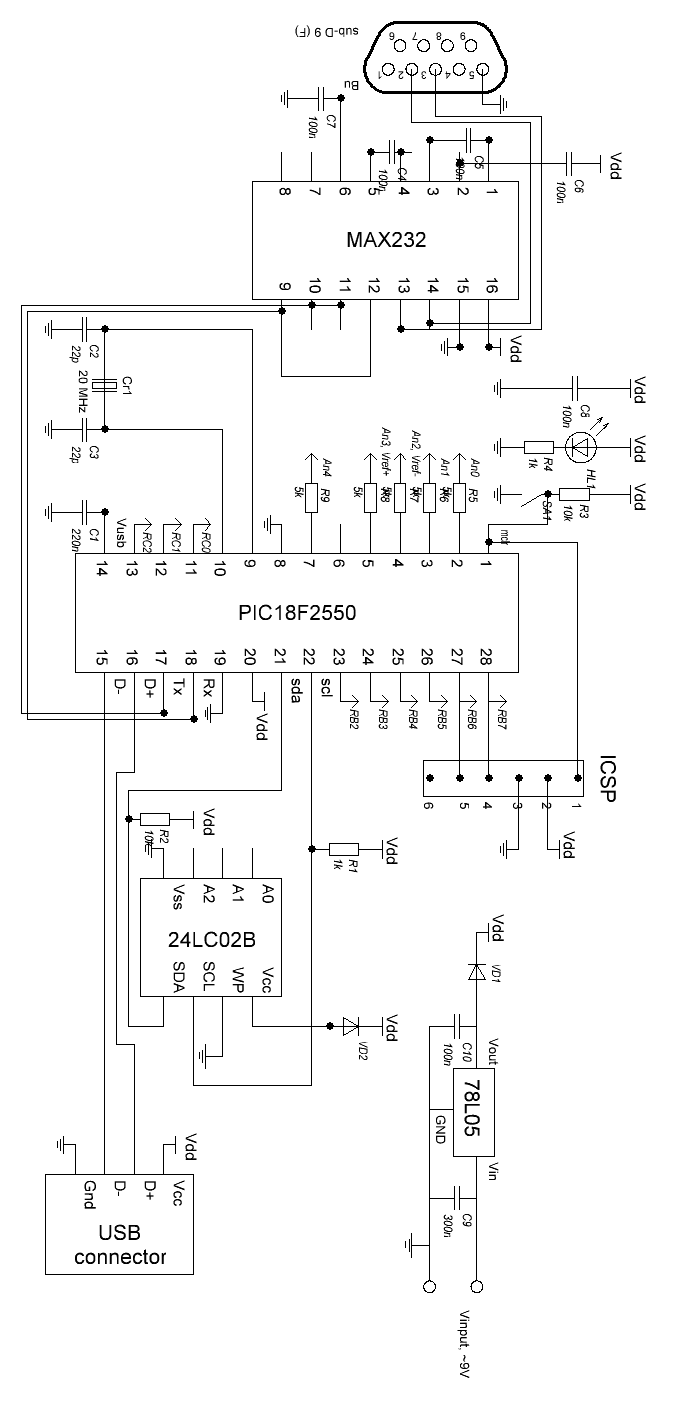 sub-D 9 (F)
9
8
7
6
5
4
3
2
1
Bu
C7
100n
C4
100n
C5
100n
C6
100n
Vdd
8
7
6
5
4
3
2
1
MAX232
9
10
11
12
13
14
15
16
Vdd
C2
22p
Cr1
20 MHz
C3
22p
C1
220n
Vdd
C8
100n
Vdd
HL1
R4
1k
Vdd
R3
10k
SA1
mclr
An4
R9
5k
An3, Vref+
R8
5k
An2, Vref-
R7
5k
An1
R6
5k
An0
R5
Vusb
RC2
RC1
RC0
14
13
12
11
10
9
8
7
6
5
4
3
2
1
PIC18F2550
15
16
17
18
19
20
21
22
23
24
25
26
27
28
D-
D+
Tx
Rx
Vdd
sda
scl
RB2
RB3
RB4
RB5
RB6
RB7
ICSP
6
5
4
3
2
1
Vdd
Vdd
R2
10k
Vdd
R1
1k
Vss
A2
A1
A0
24LC02B
SDA
SCL
WP
Vcc
Vdd
VD2
Vdd
VD1
C10
100n
Vout
78L05
GND
Vin
C9
300n
Vinput, ~9V
Vdd
Gnd
D-
D+
Vcc
USB
connector